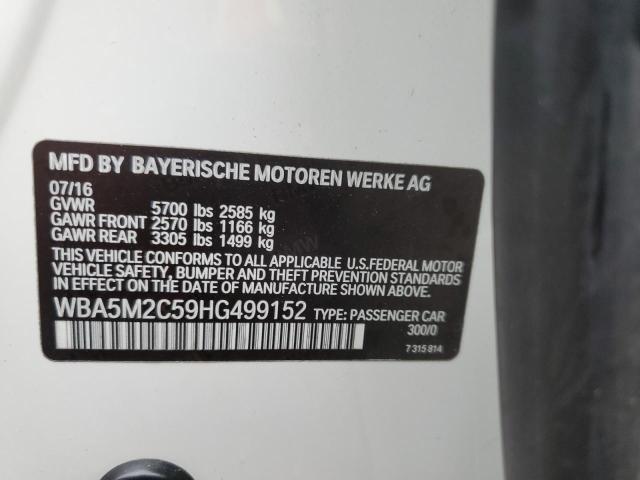 MFD BY BAYERISCHE MOTOREN WERKE AG
07/16
GVWR 5700 lbs 2585 kg
GAWR FRONT 2570 lbs 1166 kg
GAWR REAR 3305 lbs 1499 kg
THIS VEHICLE CONFORMS TO ALL APPLICABLE U.S.FEDERAL MOTOR
VEHICLE SAFETY, BUMPER AND THEFT PREVENTION STANDARDS
IN EFFECT ON THE DATE OF MANUFACTURE SHOWN ABOVE.
WBA5M2C59HG499152 TYPE: PASSENGER CAR
300/0
7 315 814